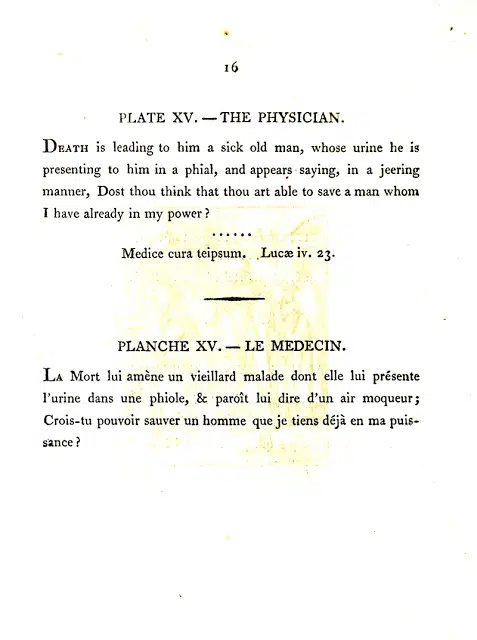 16
PLATE XV. — THE PHYSICIAN.
DEATH is leading to him a sick old man, whose urine he is
presenting to him in a phial, and appears saying, in a jeering
manner, Dost thou think that thou art able to save a man whom
I have already in my power?
......
Medice cura teipsum. Lucæ iv. 23.
PLANCHE XV. — LE MEDECIN.
LA Mort lui amène un vieillard malade dont elle lui présente
l'urine dans une phiole, & paroît lui dire d'un air moqueur;
Crois-tu pouvoir sauver un homme que je tiens déjà en ma puis-
sance?